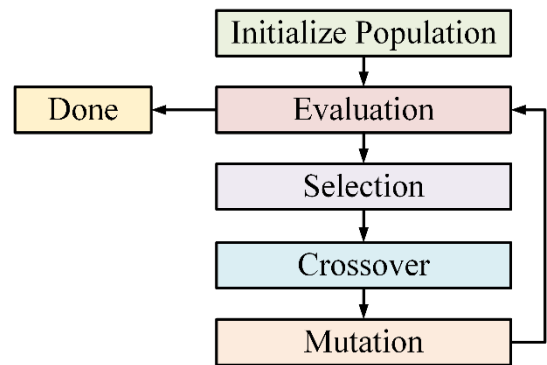 Initialize Population
Done
Evaluation
Selection
Crossover
Mutation